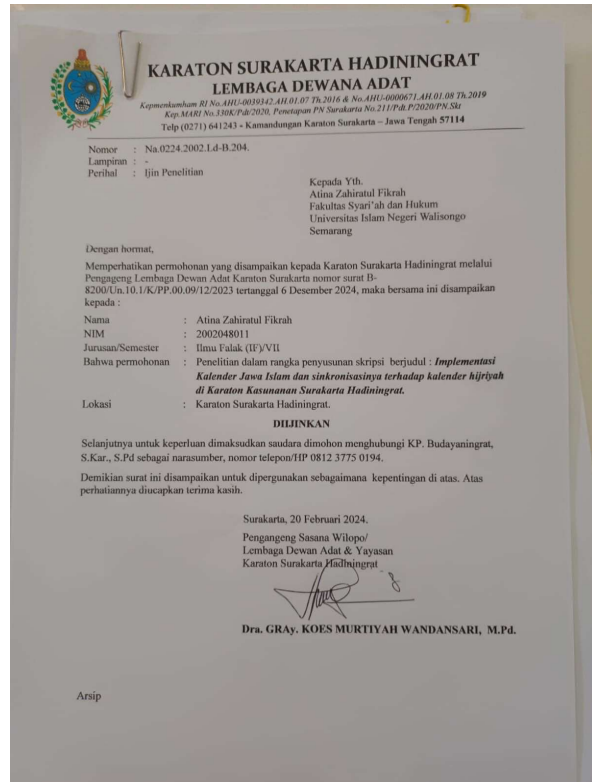 KARATON SURAKARTA HADININGRAT
LEMBAGA DEWANA ADAT
Kepmenkumham RI No.AHU-0039342.AH.01.07 Th.2016 & No.AHU-0000671.AH.01.08 Th.2019
Kep.MARI No.330K/Pdt/2020, Penetapan PN Surakarta No.211/Pdt.P/2020/PN.Skt
Telp (0271) 641243 - Kamandungan Karaton Surakarta – Jawa Tengah 57114
Nomor : Na.0224.2002.Ld-B.204.
Lampiran : -
Perihal : Ijin Penelitian
Kepada Yth.
Atina Zahiratul Fikrah
Fakultas Syari'ah dan Hukum
Universitas Islam Negeri Walisongo
Semarang
Dengan hormat,
Memperhatikan permohonan yang disampaikan kepada Karaton Surakarta Hadiningrat melalui
Pengageng Lembaga Dewan Adat Karaton Surakarta nomor surat B-
8200/Un.10.1/K/PP.00.09/12/2023 tertanggal 6 Desember 2024, maka bersama ini disampaikan
kepada :
Nama : Atina Zahiratul Fikrah
NIM : 2002048011
Jurusan/Semester : Ilmu Falak (IF)/VII
Bahwa permohonan : Penelitian dalam rangka penyusunan skripsi berjudul : Implementasi
Kalender Jawa Islam dan sinkronisasinya terhadap kalender hijriyah
di Karaton Kasunanan Surakarta Hadiningrat.
Lokasi : Karaton Surakarta Hadiningrat.
DIIJINKAN
Selanjutnya untuk keperluan dimaksudkan saudara dimohon menghubungi KP. Budayaningrat,
S.Kar., S.Pd sebagai narasumber, nomor telepon/HP 0812 3775 0194.
Demikian surat ini disampaikan untuk dipergunakan sebagaimana kepentingan di atas. Atas
perhatiannya diucapkan terima kasih.
Surakarta, 20 Februari 2024.
Pengangeng Sasana Wilopo/
Lembaga Dewan Adat & Yayasan
Karaton Surakarta Hadiningrat
Dra. GRAy. KOES MURTIYAH WANDANSARI, M.Pd.
Arsip